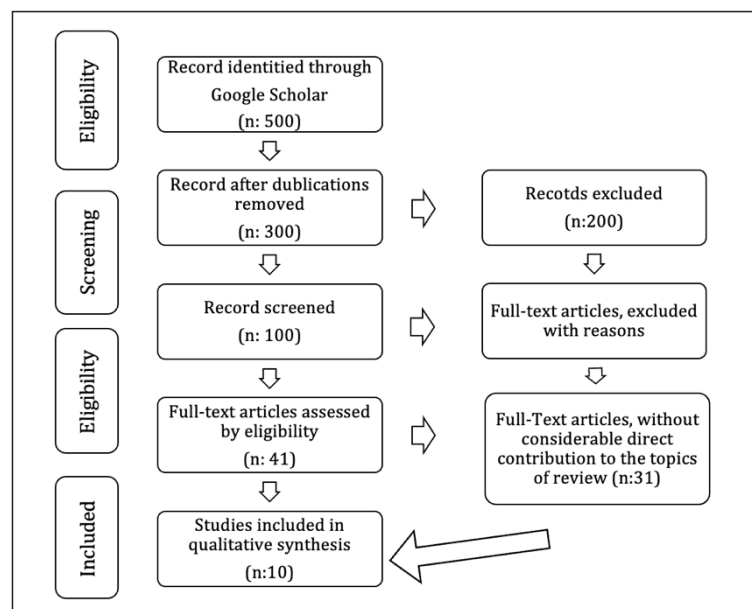 Eligibility
Record identitied through
Google Scholar
(n: 500)
Screening
Record after dublications
removed
(n: 300)
Recotds excluded
(n:200)
Record screened
(n: 100)
Full-text articles, excluded
with reasons
Eligibility
Full-text articles assessed
by eligibility
(n: 41)
Full-Text articles, without
considerable direct
contribution to the topics
of review (n:31)
Included
Studies included in
qualitative synthesis
(n:10)